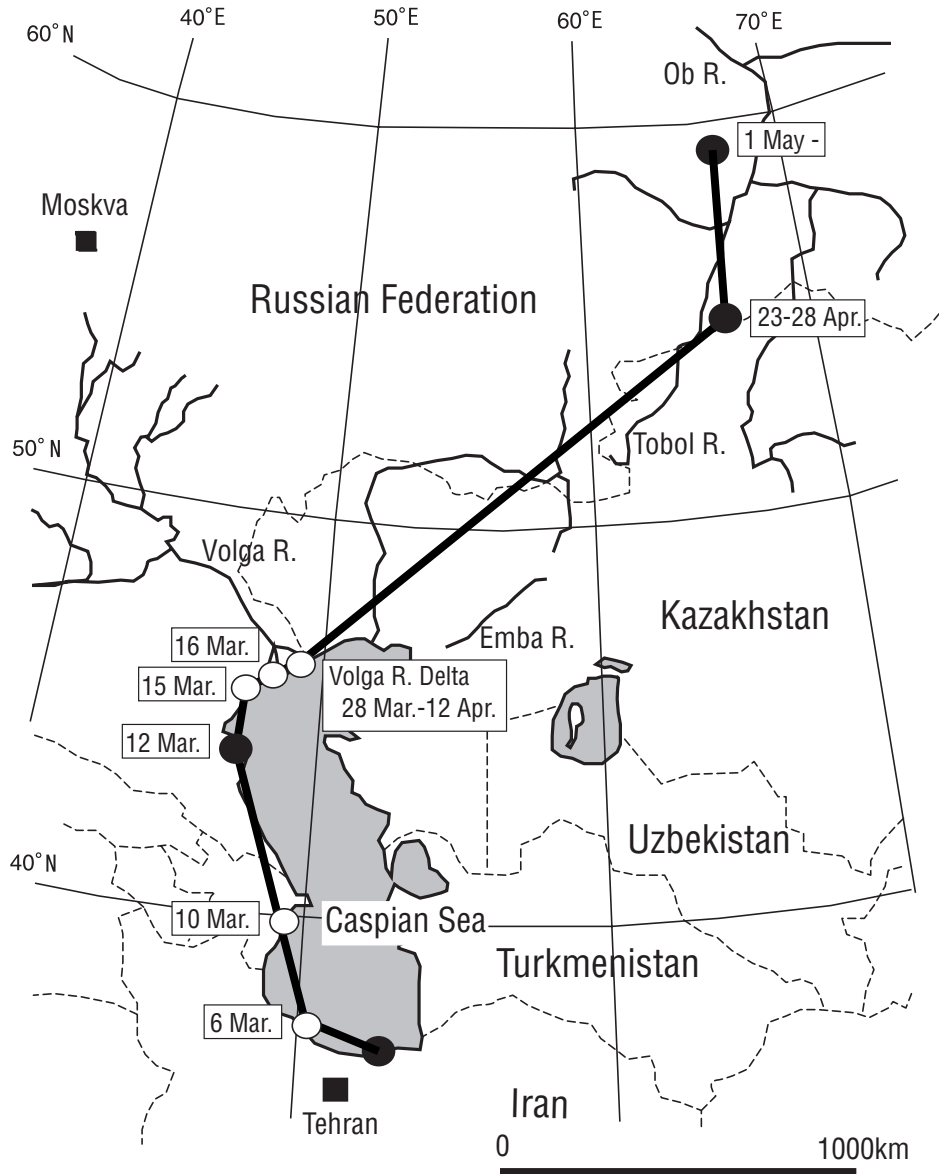 40°E
50°E
60°E
70°E
60°N
Ob R.
1 May -
Moskva
Russian Federation
23-28 Apr.
50°N
Tobol R.
Volga R.
Kazakhstan
16 Mar.
Emba R.
15 Mar.
Volga R. Delta
28 Mar.-12 Apr.
12 Mar.
Uzbekistan
40°N
10 Mar.
Caspian Sea
Turkmenistan
6 Mar.
Tehran
Iran
0
1000km